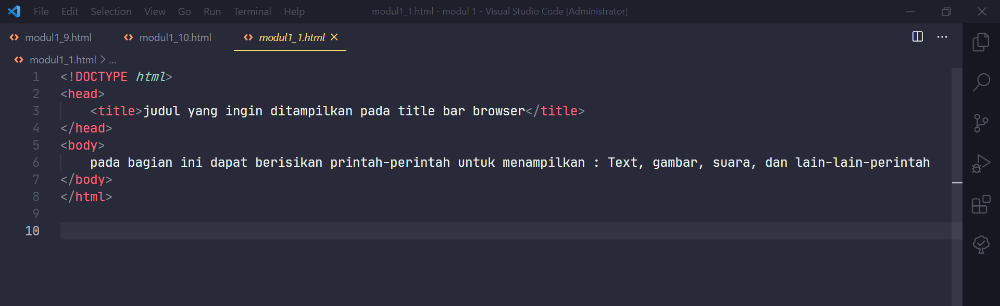 File Edit Selection View Go Run Terminal Help modul1_1.html - modul 1 - Visual Studio Code [Administrator]
modul1_9.html modul1_10.html modul1_1.html
modul1_1.html > ...
1 <!DOCTYPE html>
2 <head>
3 <title>judul yang ingin ditampilkan pada title bar browser</title>
4 </head>
5 <body>
6 pada bagian ini dapat berisikan printah-perintah untuk menampilkan : Text, gambar, suara, dan lain-lain-perintah
7 </body>
8 </html>
9
10